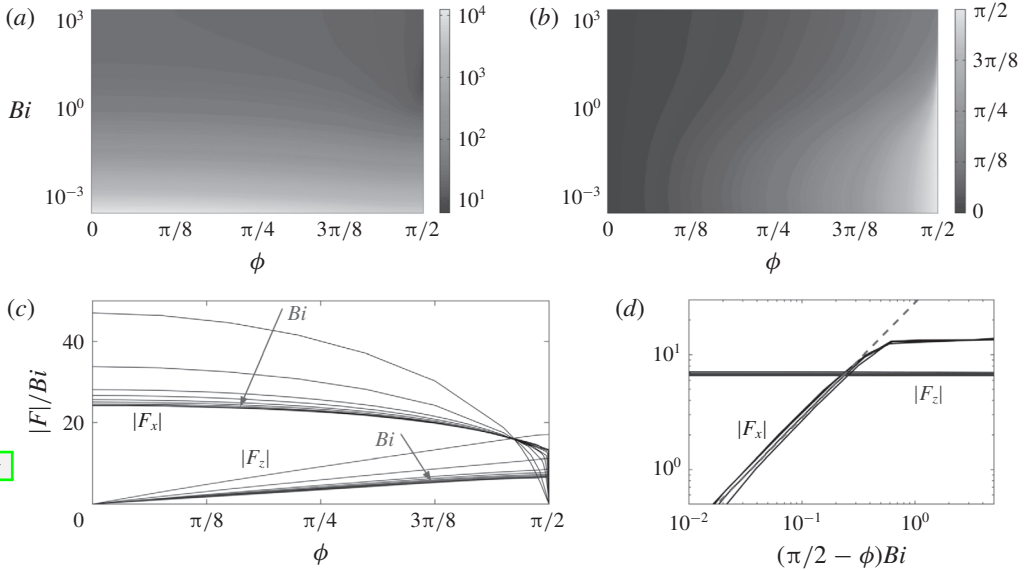 (a)
10^3
10^0
10^-3
Bi
0 π/8 π/4 3π/8 π/2
ϕ
10^4
10^3
10^2
10^1
(b)
10^3
10^0
10^-3
0 π/8 π/4 3π/8 π/2
ϕ
π/2
3π/8
π/4
π/8
0
(c)
|F|/Bi
40
20
0
Bi
|F_x|
|F_z|
Bi
π/8 π/4 3π/8 π/2
ϕ
(d)
10^1
10^0
|F_x|
|F_z|
10^-2 10^-1 10^0
(π/2 − ϕ)Bi